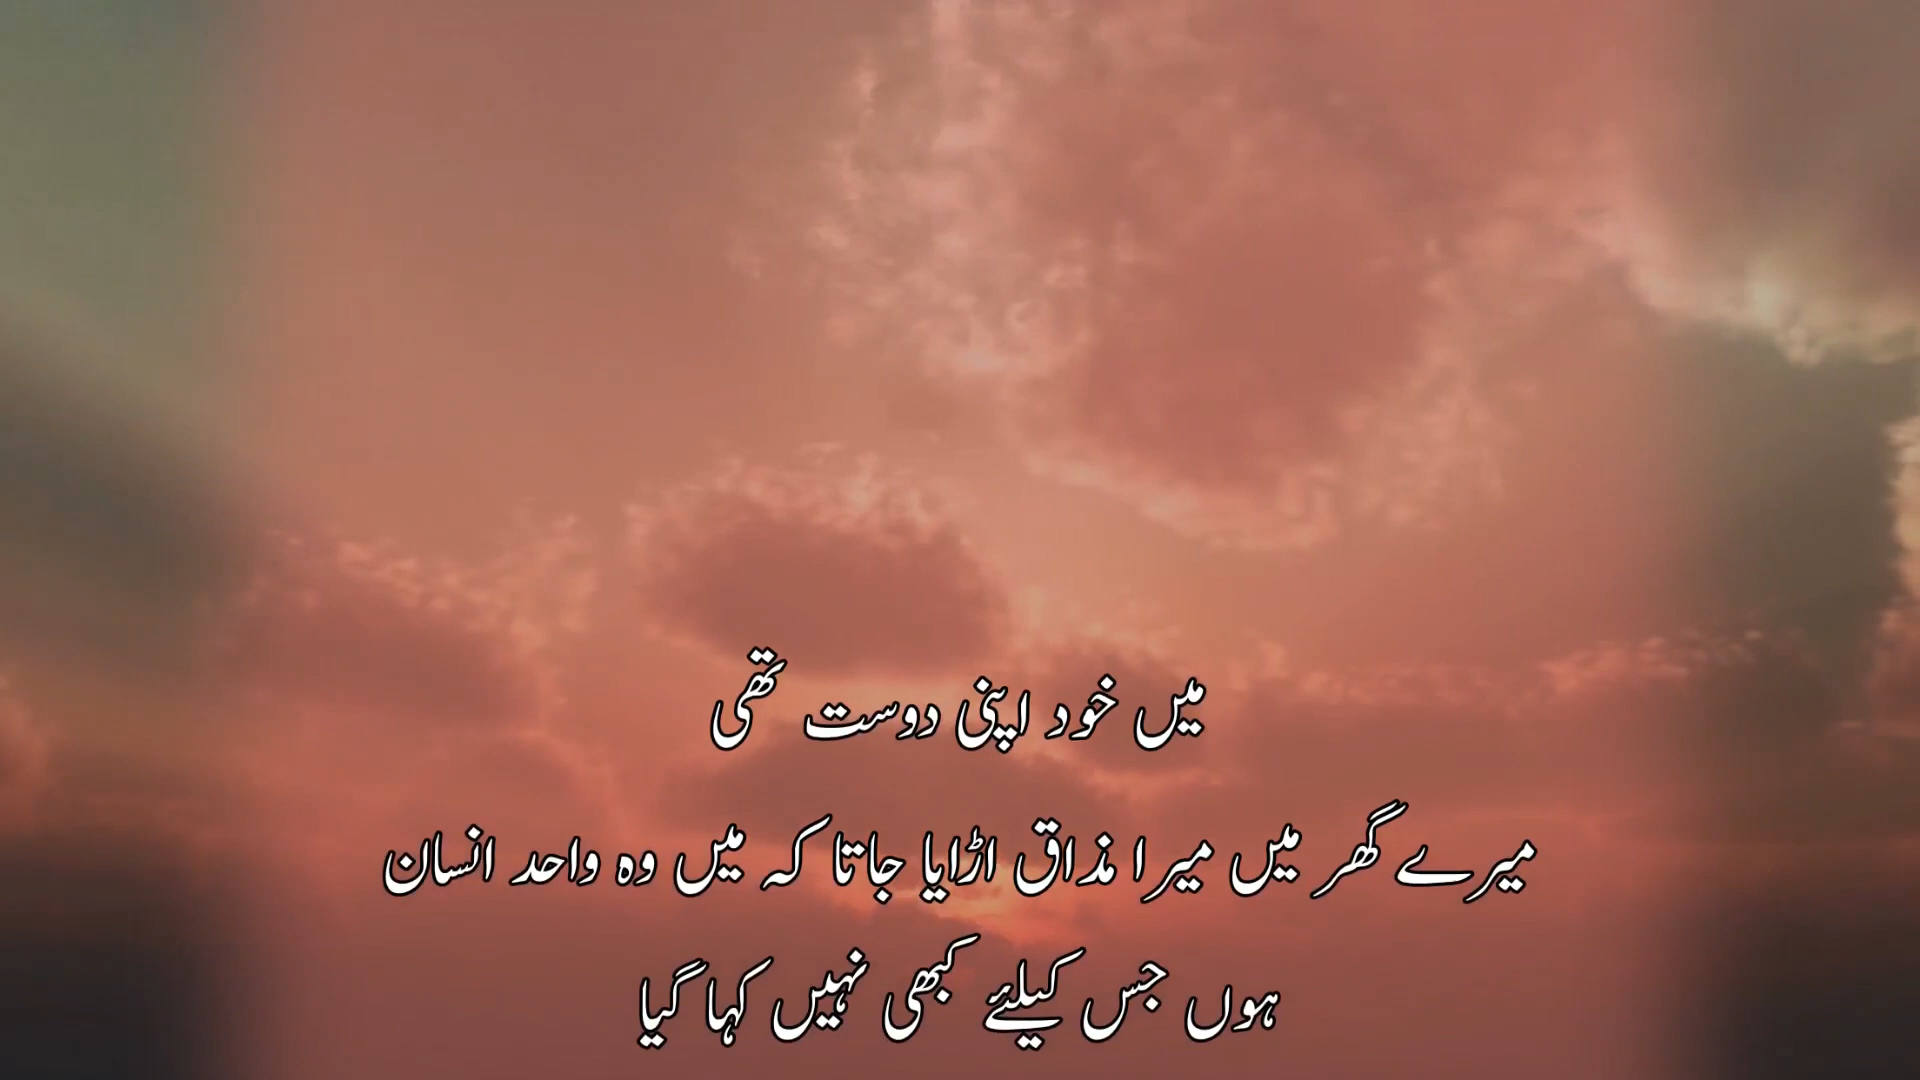 میں خود اپنی دوست تھی
میرے گھر میں میرا مذاق اڑایا جاتا کہ میں وہ واحد انسان
ہوں جس کیلئے کبھی نہیں کہا گیا